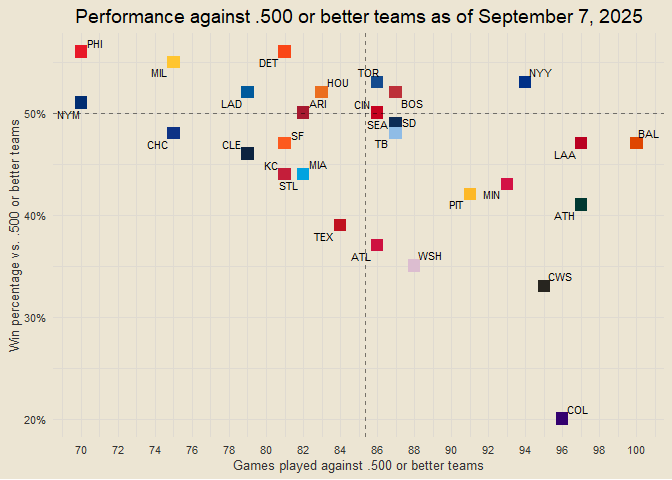 Performance against .500 or better teams as of September 7, 2025
Win percentage vs. .500 or better teams
PHI
DET
MIL
TOR
NYY
HOU
LAD
ARI
CIN
BOS
50%
NYM
SEA
SD
BAL
CHC
CLE
SF
TB
LAA
KC
MIA
STL
MIN
PIT
40%
ATH
TEX
ATL
WSH
CWS
30%
COL
20%
70 72 74 76 78 80 82 84 86 88 90 91 92 94 96 98 100
Games played against .500 or better teams